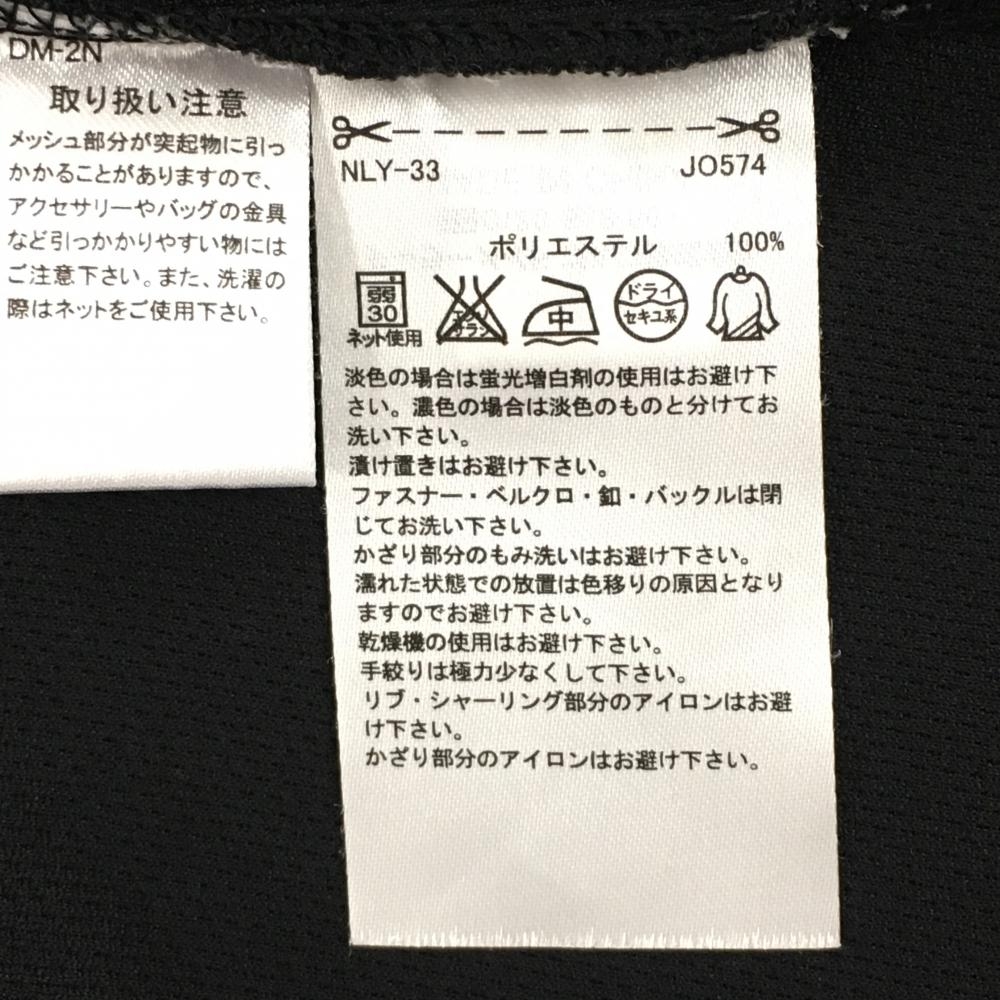 DM-2N
取り扱い注意
メッシュ部分が突起物に引っ
かかることがありますので、
アクセサリーやバッグの金具
など引っかかりやすい物には
ご注意下さい。また、洗濯の
際はネットをご使用下さい。
NLY-33 JO574
ポリエステル 100%
弱
30
ネット使用
エンソ
サラシ
中
ドライ
セキユ系
淡色の場合は蛍光増白剤の使用はお避け下
さい。濃色の場合は淡色のものと分けてお
洗い下さい。
漬け置きはお避け下さい。
ファスナー・ベルクロ・釦・バックルは閉
じてお洗い下さい。
かざり部分のもみ洗いはお避け下さい。
濡れた状態での放置は色移りの原因となり
ますのでお避け下さい。
乾燥機の使用はお避け下さい。
手絞りは極力少なくして下さい。
リブ・シャーリング部分のアイロンはお避
け下さい。
かざり部分のアイロンはお避け下さい。